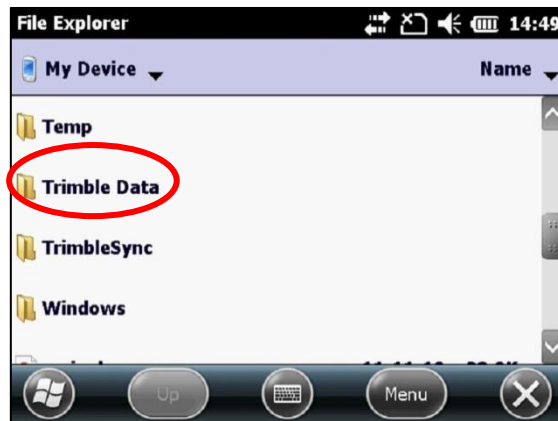 File Explorer 14:49
My Device Name
Temp
Trimble Data
TrimbleSync
Windows
Up Menu